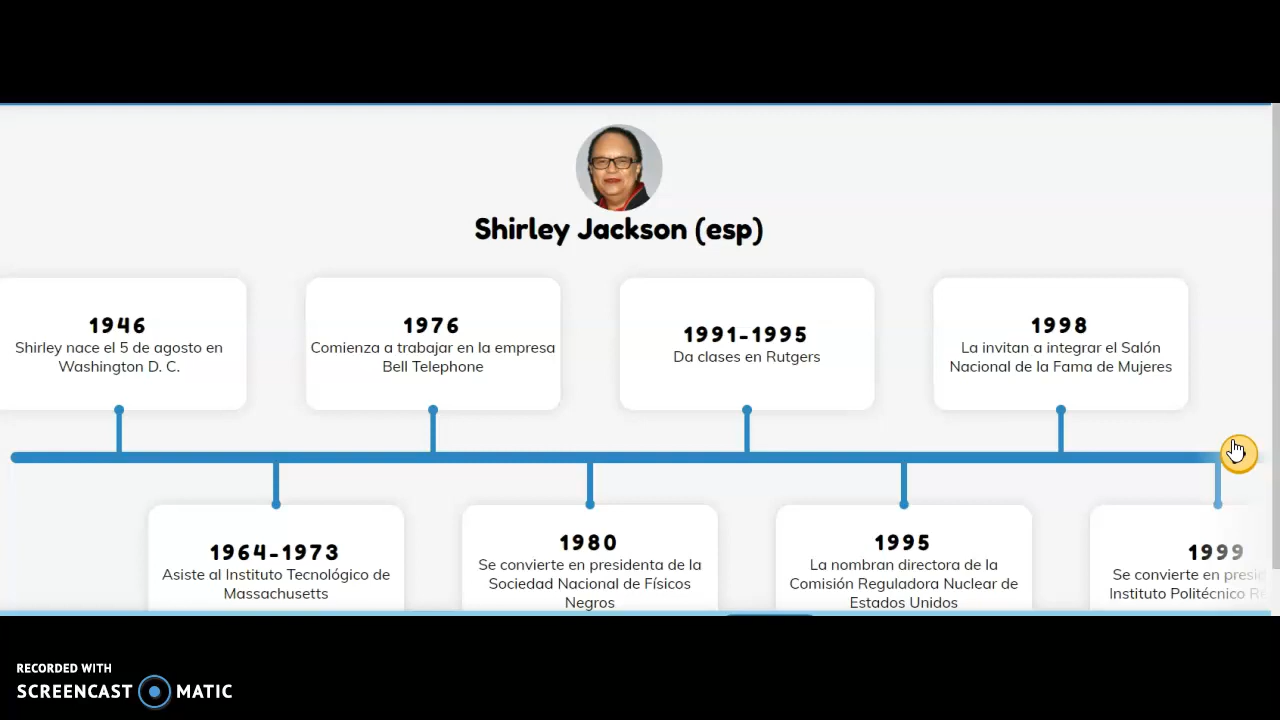 Shirley Jackson (esp)
1946
Shirley nace el 5 de agosto en
Washington D. C.
1976
Comienza a trabajar en la empresa
Bell Telephone
1991-1995
Da clases en Rutgers
1998
La invitan a integrar el Salón
Nacional de la Fama de Mujeres
1964-1973
Asiste al Instituto Tecnológico de
Massachusetts
1980
Se convierte en presidenta de la
Sociedad Nacional de Físicos
Negros
1995
La nombran directora de la
Comisión Reguladora Nuclear de
Estados Unidos
1999
Se convierte en
Instituto Politécnico
RECORDED WITH
SCREENCAST MATIC